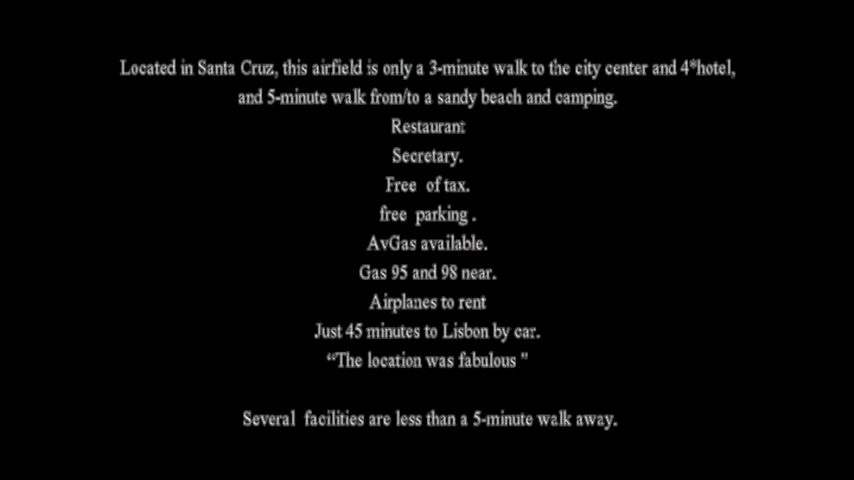 Located in Santa Cruz, this airfield is only a 3-minute walk to the city center and 4*hotel,
and 5-minute walk from/to a sandy beach and camping.
Restaurant
Secretary.
Free of tax.
free parking .
AvGas available.
Gas 95 and 98 near.
Airplanes to rent
Just 45 minutes to Lisbon by car.
“The location was fabulous "
Several facilities are less than a 5-minute walk away.